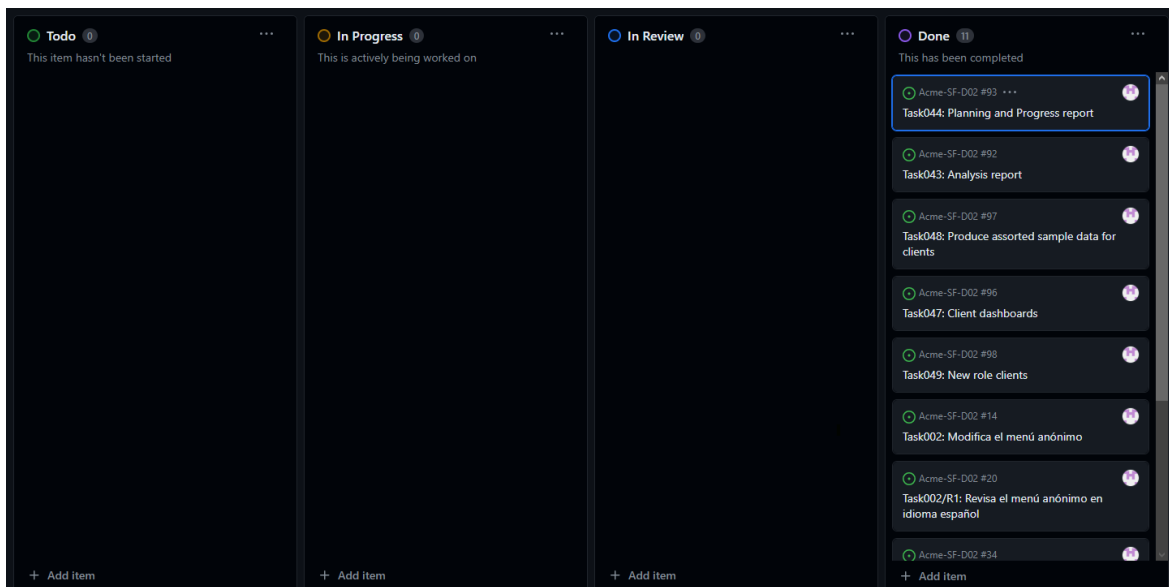 Todo 0
This item hasn't been started
+ Add item
In Progress 0
This is actively being worked on
+ Add item
In Review 0
+ Add item
Done 11
This has been completed
Acme-SF-D02 #93
Task044: Planning and Progress report
Acme-SF-D02 #92
Task043: Analysis report
Acme-SF-D02 #97
Task048: Produce assorted sample data for
clients
Acme-SF-D02 #96
Task047: Client dashboards
Acme-SF-D02 #98
Task049: New role clients
Acme-SF-D02 #14
Task002: Modifica el menú anónimo
Acme-SF-D02 #20
Task002/R1: Revisa el menú anónimo en
idioma español
Acme-SF-D02 #34
+ Add item